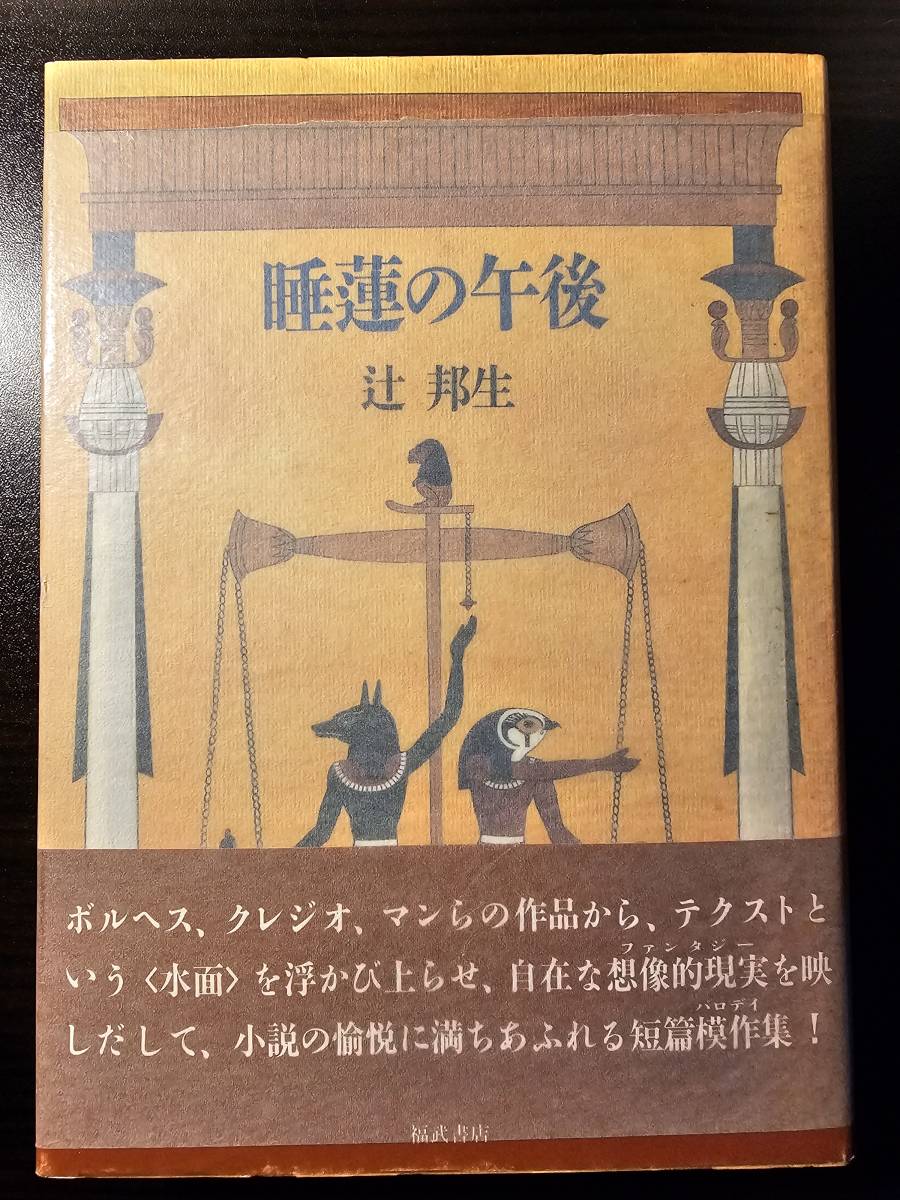 睡蓮の午後
辻 邦生
ボルヘス、クレジオ、マンらの作品から、テクストと
ファンタジー
いう〈水面〉を浮かび上らせ、自在な想像的現実を映
パロデイ
しだして、小説の愉悦に満ちあふれる短篇模作集！
福武書店